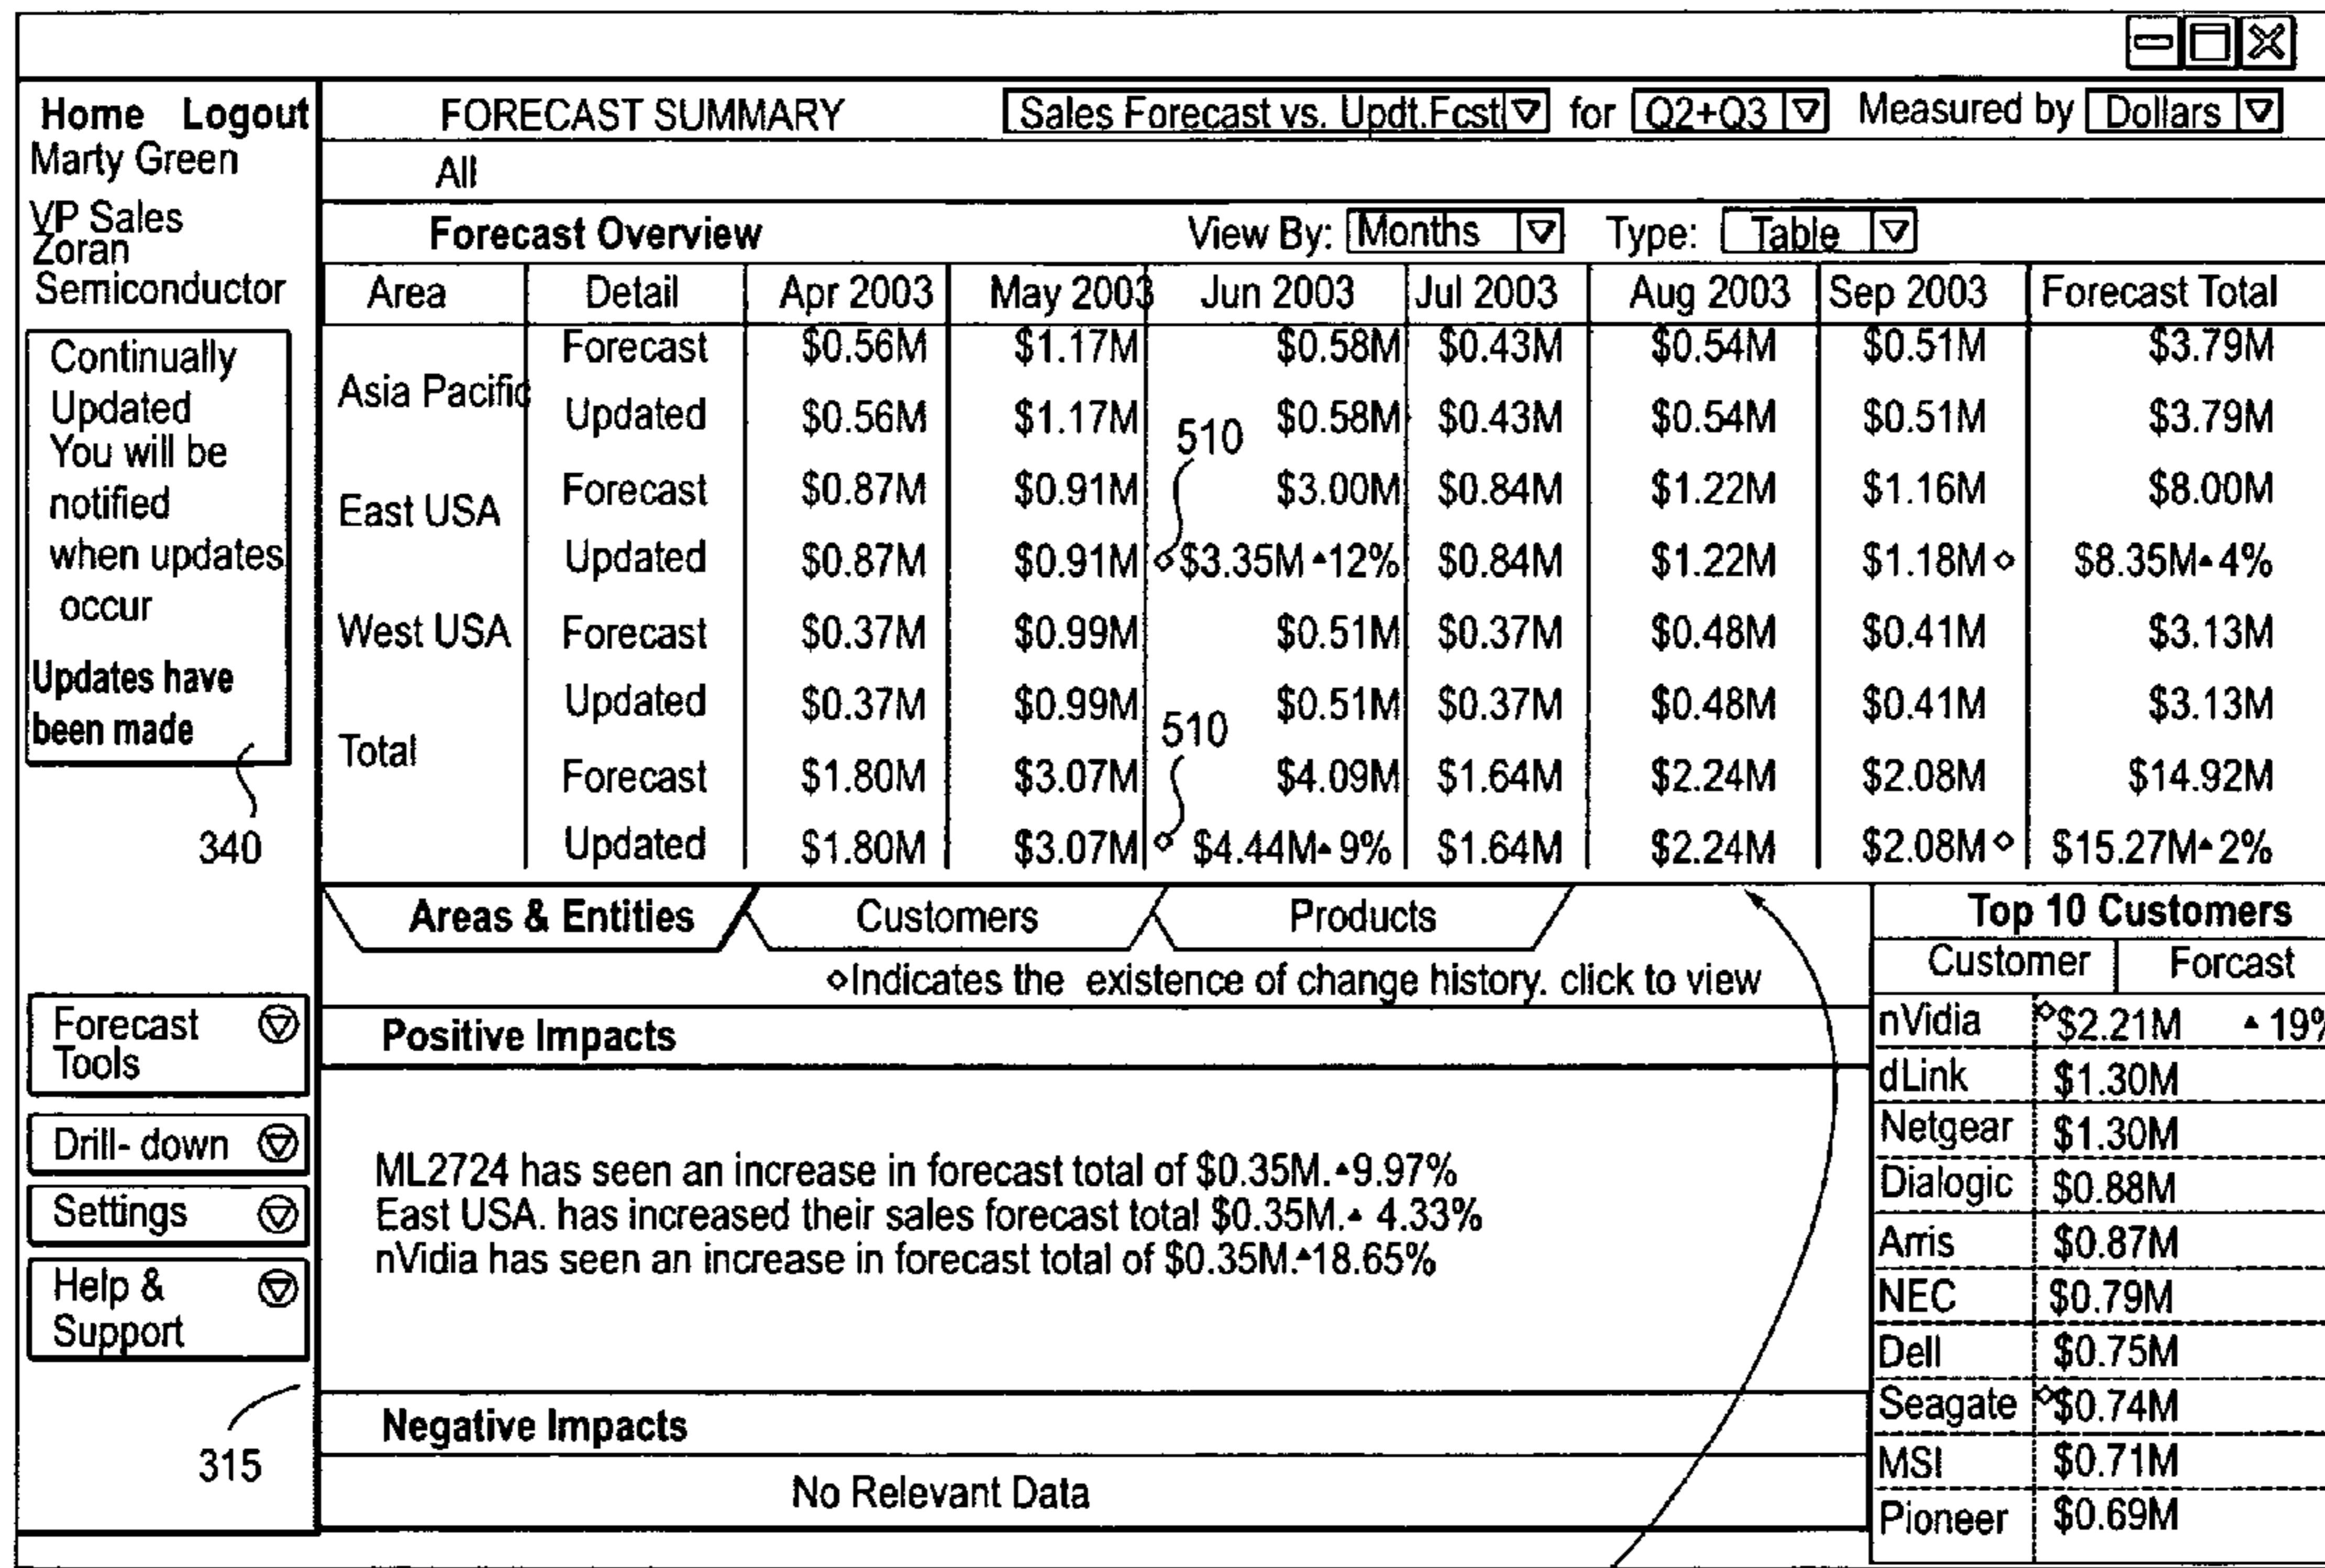 Home Logout
Marty Green
VP Sales
Zoran
Semiconductor
Continually
Updated
You will be
notified
when updates
occur
Updates have
been made
340
Forecast
Tools
Drill- down
Settings
Help &
Support
315
FORECAST SUMMARY Sales Forecast vs. Updt.Fcst for Q2+Q3 Measured by Dollars
All
Forecast Overview View By: Months Type: Table
Area Detail Apr 2003 May 2003 Jun 2003 Jul 2003 Aug 2003 Sep 2003 Forecast Total
Forecast $0.56M $1.17M $0.58M $0.43M $0.54M $0.51M $3.79M
Asia Pacific
Updated $0.56M $1.17M $0.58M $0.43M $0.54M $0.51M $3.79M
510
Forecast $0.87M $0.91M $3.00M $0.84M $1.22M $1.16M $8.00M
East USA
Updated $0.87M $0.91M ⋄$3.35M ▲12% $0.84M $1.22M $1.18M⋄ $8.35M▲4%
West USA Forecast $0.37M $0.99M $0.51M $0.37M $0.48M $0.41M $3.13M
Updated $0.37M $0.99M $0.51M $0.37M $0.48M $0.41M $3.13M
510
Total
Forecast $1.80M $3.07M $4.09M $1.64M $2.24M $2.08M $14.92M
Updated $1.80M $3.07M ⋄ $4.44M▲9% $1.64M $2.24M $2.08M⋄ $15.27M▲2%
Areas & Entities Customers Products
⋄Indicates the existence of change history. click to view
Positive Impacts
ML2724 has seen an increase in forecast total of $0.35M.▲9.97%
East USA. has increased their sales forecast total $0.35M.▲ 4.33%
nVidia has seen an increase in forecast total of $0.35M.▲18.65%
Negative Impacts
No Relevant Data
Top 10 Customers
Customer Forcast
nVidia ⋄$2.21M ▲ 19%
dLink $1.30M
Netgear $1.30M
Dialogic $0.88M
Arris $0.87M
NEC $0.79M
Dell $0.75M
Seagate ⋄$0.74M
MSI $0.71M
Pioneer $0.69M